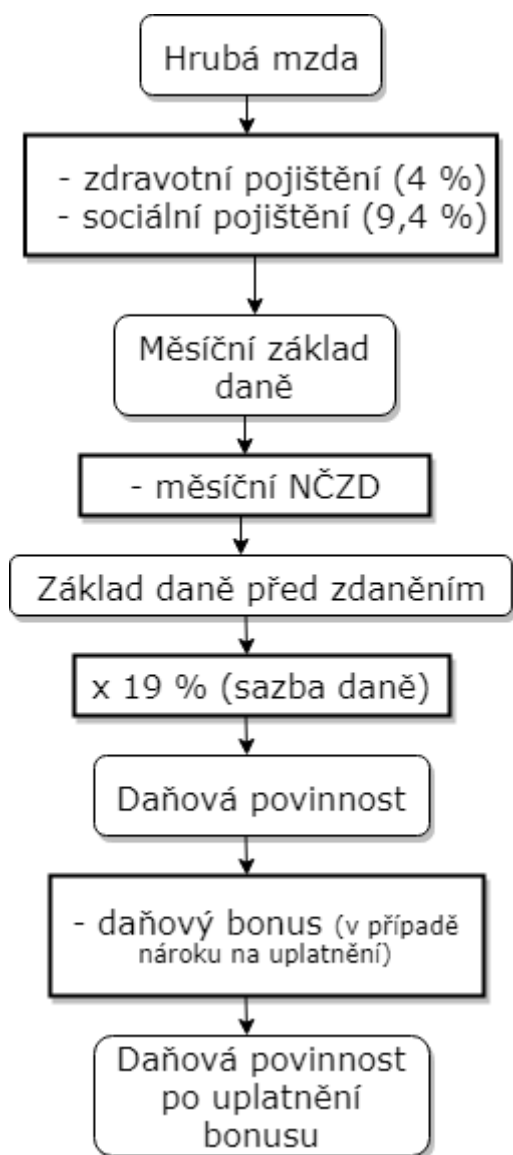 Hrubá mzda
- zdravotní pojištění (4 %)
- sociální pojištění (9,4 %)
Měsíční základ
daně
- měsíční NČZD
Základ daně před zdaněním
x 19 % (sazba daně)
Daňová povinnost
- daňový bonus (v případě
nároku na uplatnění)
Daňová povinnost
po uplatnění
bonusu